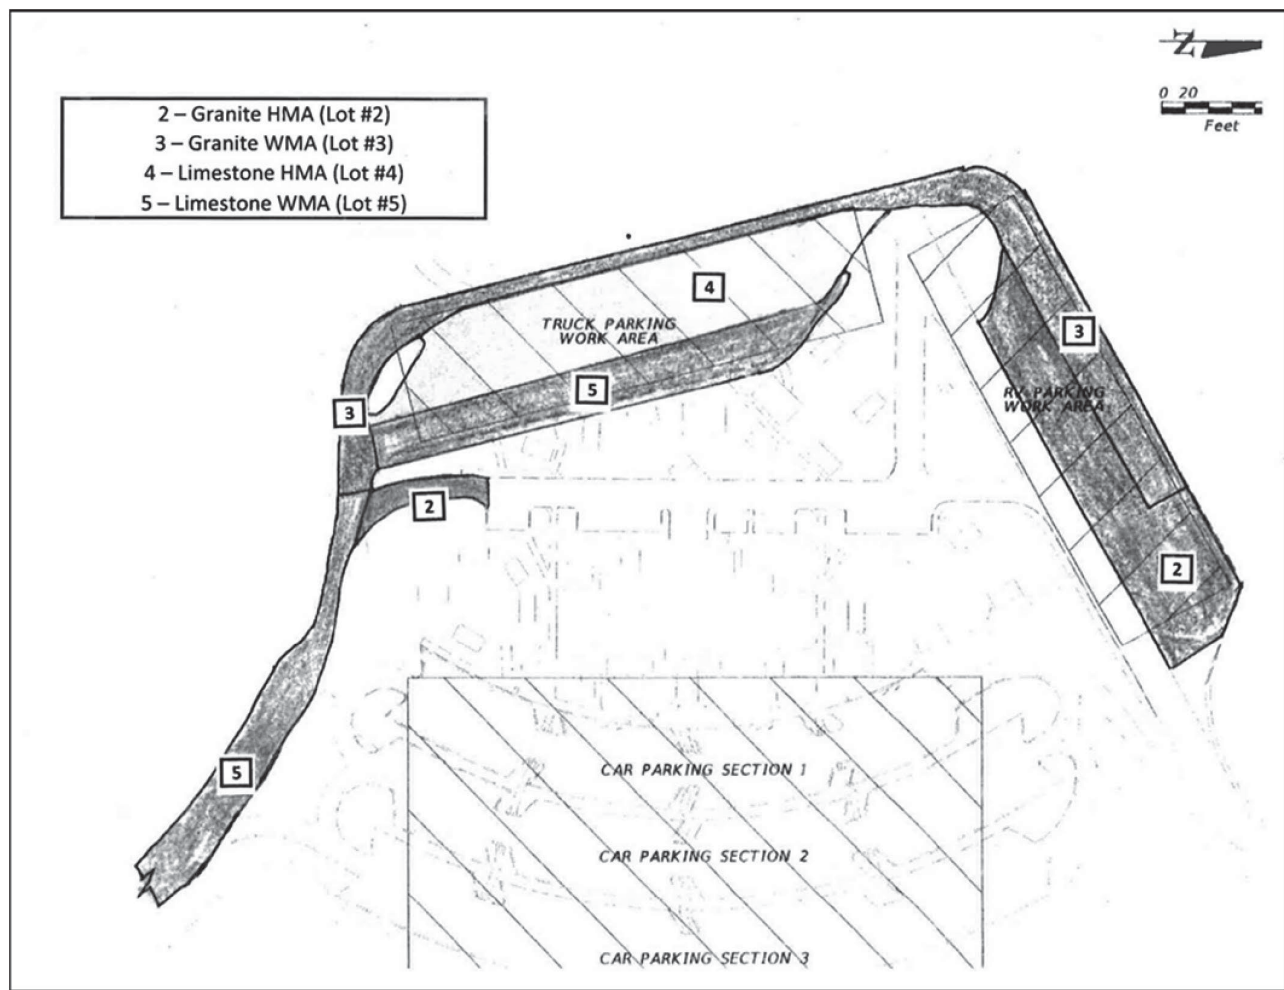 N
0 20
Feet
2 – Granite HMA (Lot #2)
3 – Granite WMA (Lot #3)
4 – Limestone HMA (Lot #4)
5 – Limestone WMA (Lot #5)
4
TRUCK PARKING
WORK AREA
3
5
3
RV PARKING
WORK AREA
2
2
5
CAR PARKING SECTION 1
CAR PARKING SECTION 2
CAR PARKING SECTION 3